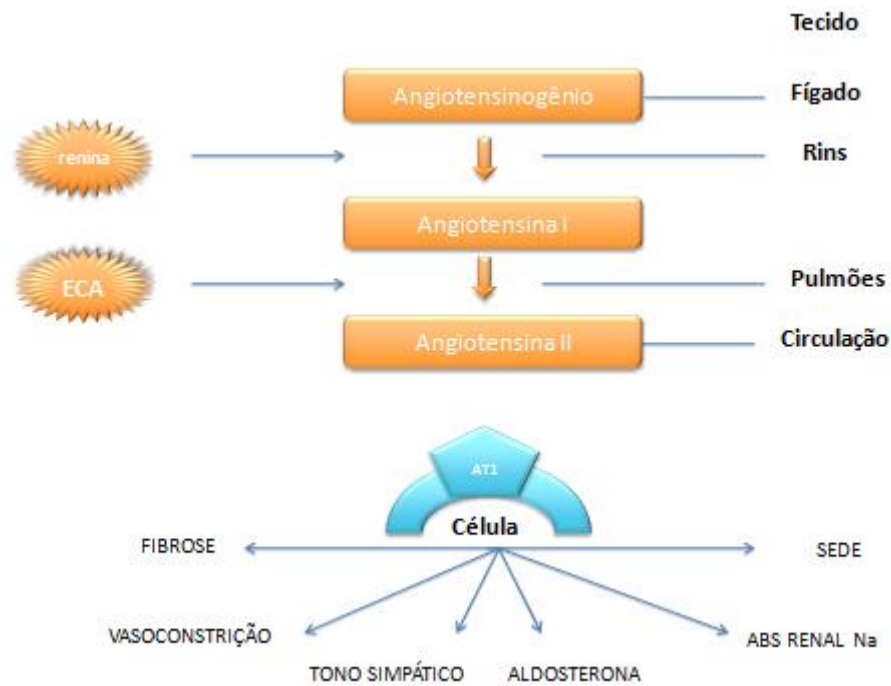 Tecido
Angiotensinogênio
Fígado
renina
Rins
Angiotensina I
ECA
Pulmões
Angiotensina II
Circulação
AT1
Célula
FIBROSE
SEDE
VASOCONSTRIÇÃO
ABS RENAL Na
TONO SIMPÁTICO
ALDOSTERONA